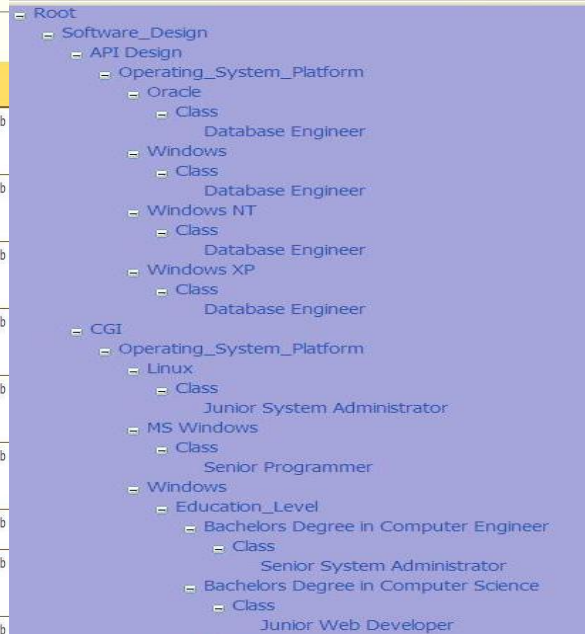 Root
Software_Design
API Design
Operating_System_Platform
Oracle
Class
Database Engineer
Windows
Class
Database Engineer
Windows NT
Class
Database Engineer
Windows XP
Class
Database Engineer
CGI
Operating_System_Platform
Linux
Class
Junior System Administrator
MS Windows
Class
Senior Programmer
Windows
Education_Level
Bachelors Degree in Computer Engineer
Class
Senior System Administrator
Bachelors Degree in Computer Science
Class
Junior Web Developer